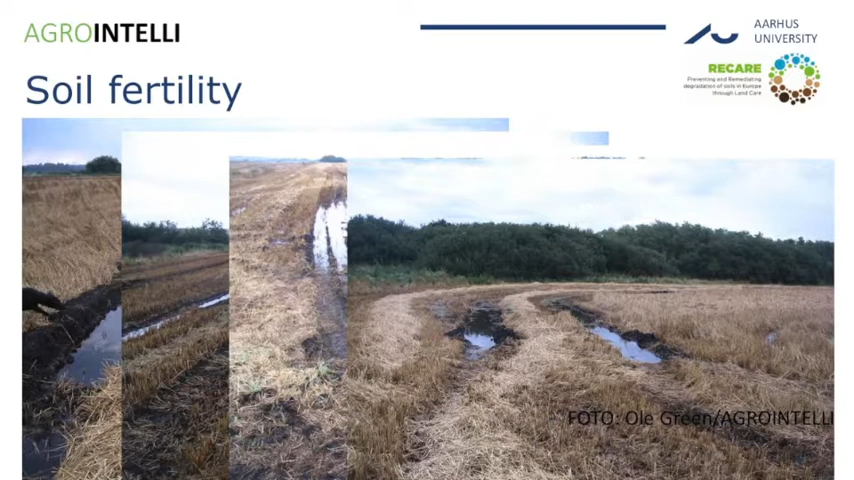 AGROINTELLI
AARHUS
UNIVERSITY
RECARE
Preventing and Remediating
degradation of soils in Europe
through Land Care
Soil fertility
FOTO: Ole Green/AGROINTELLI